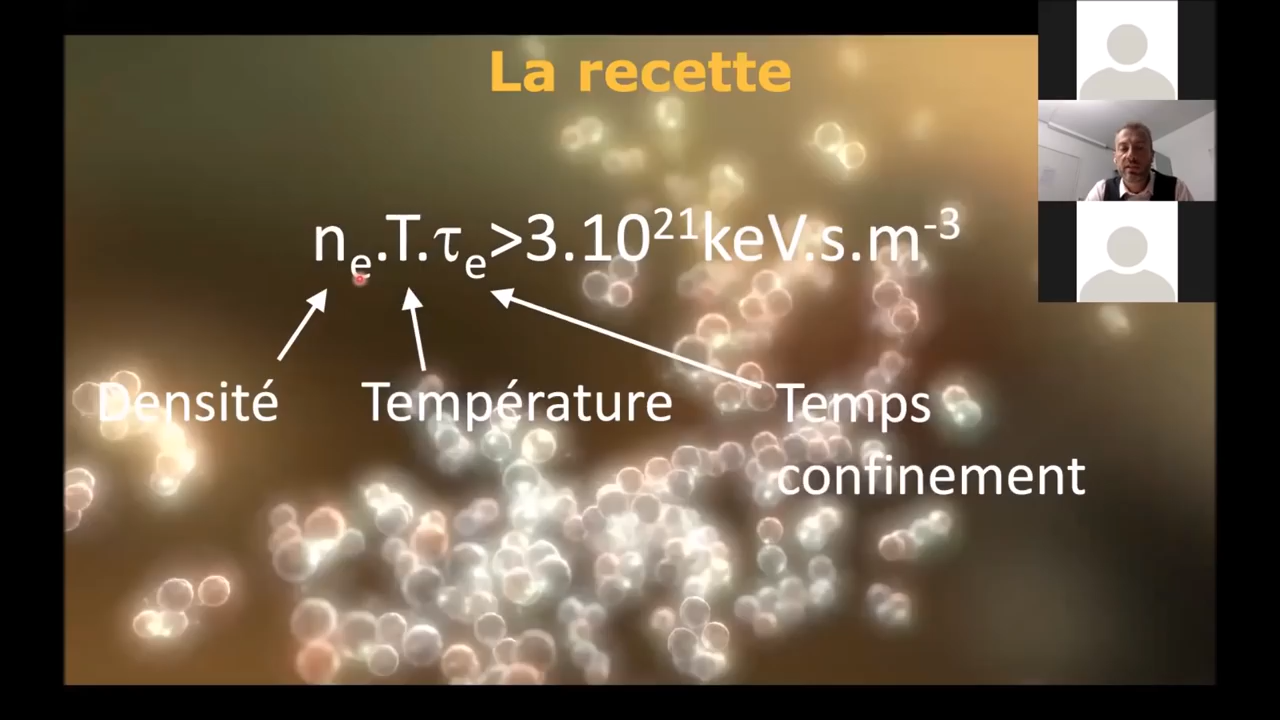 La recette
nₑ.T.τₑ>3.10²¹keV.s.m⁻³
Densité
Température
Temps
confinement